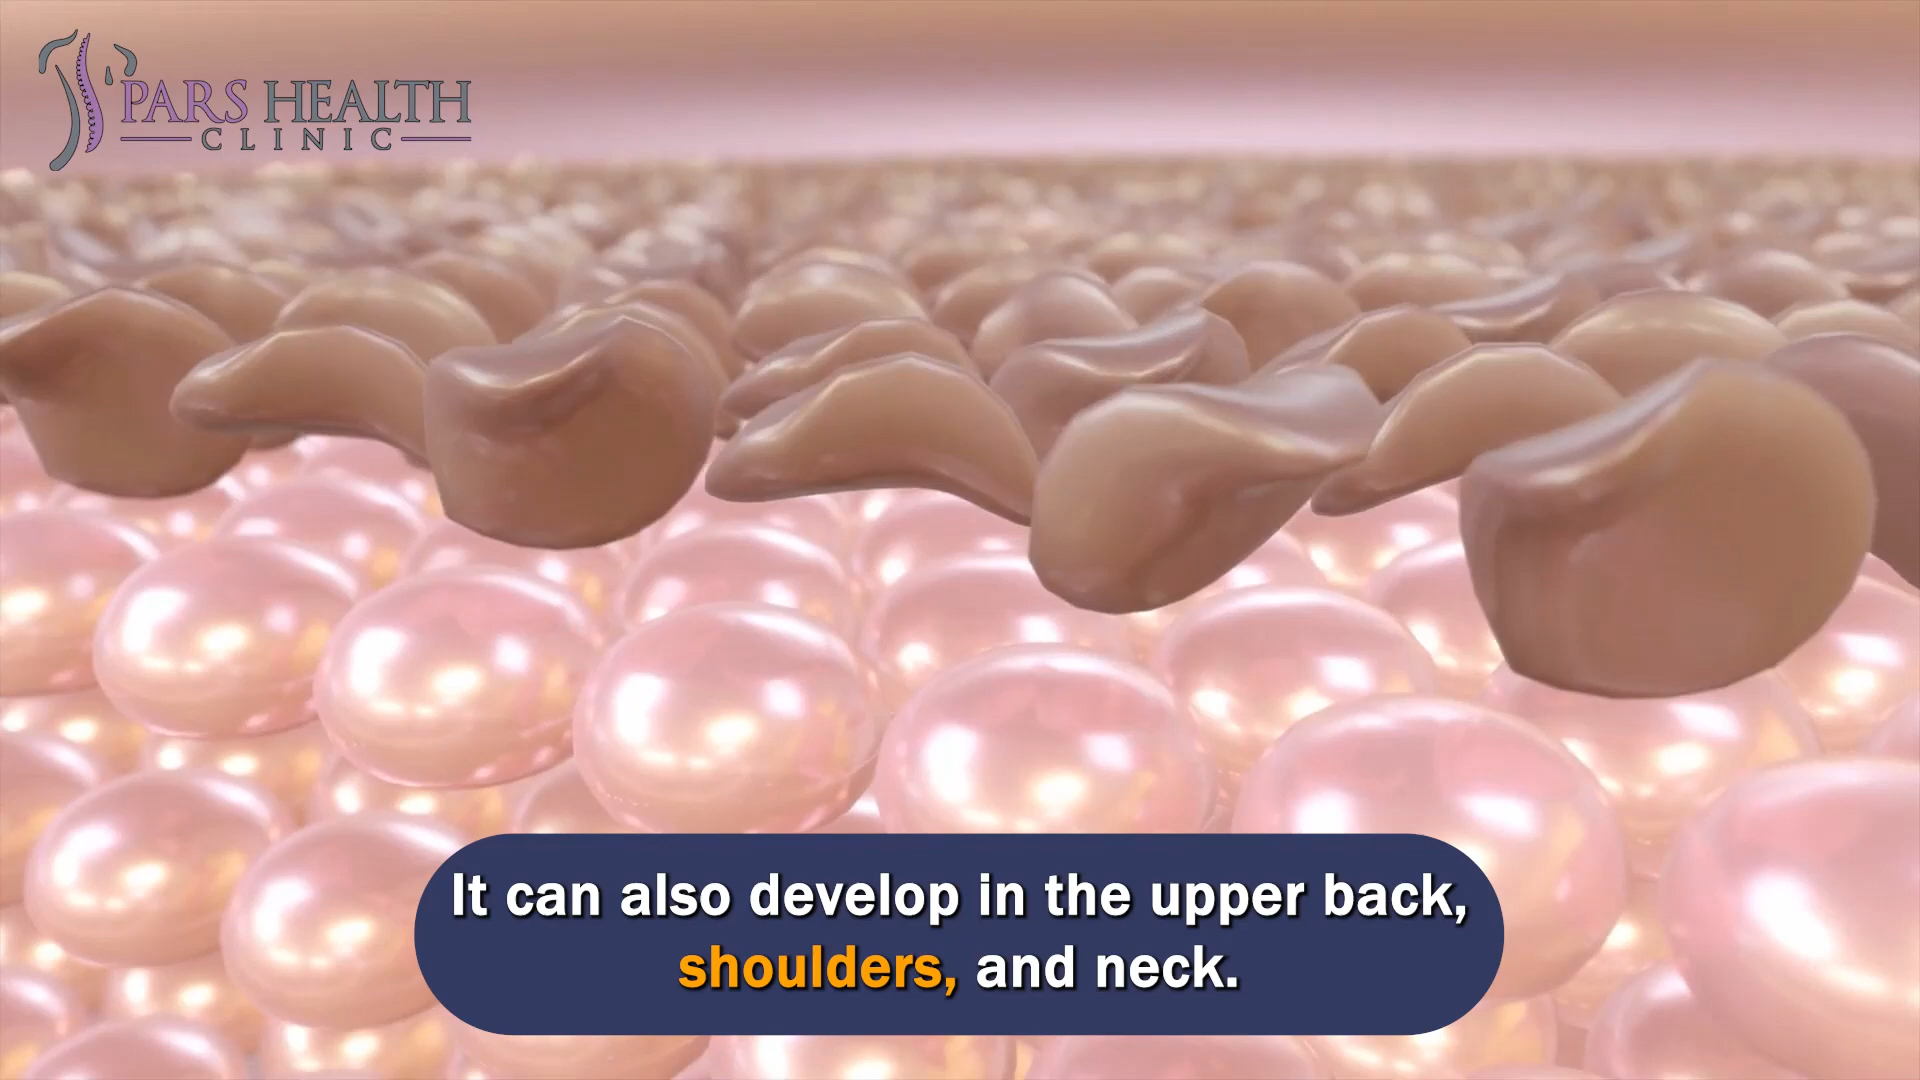 PARS HEALTH
CLINIC
It can also develop in the upper back,
shoulders, and neck.